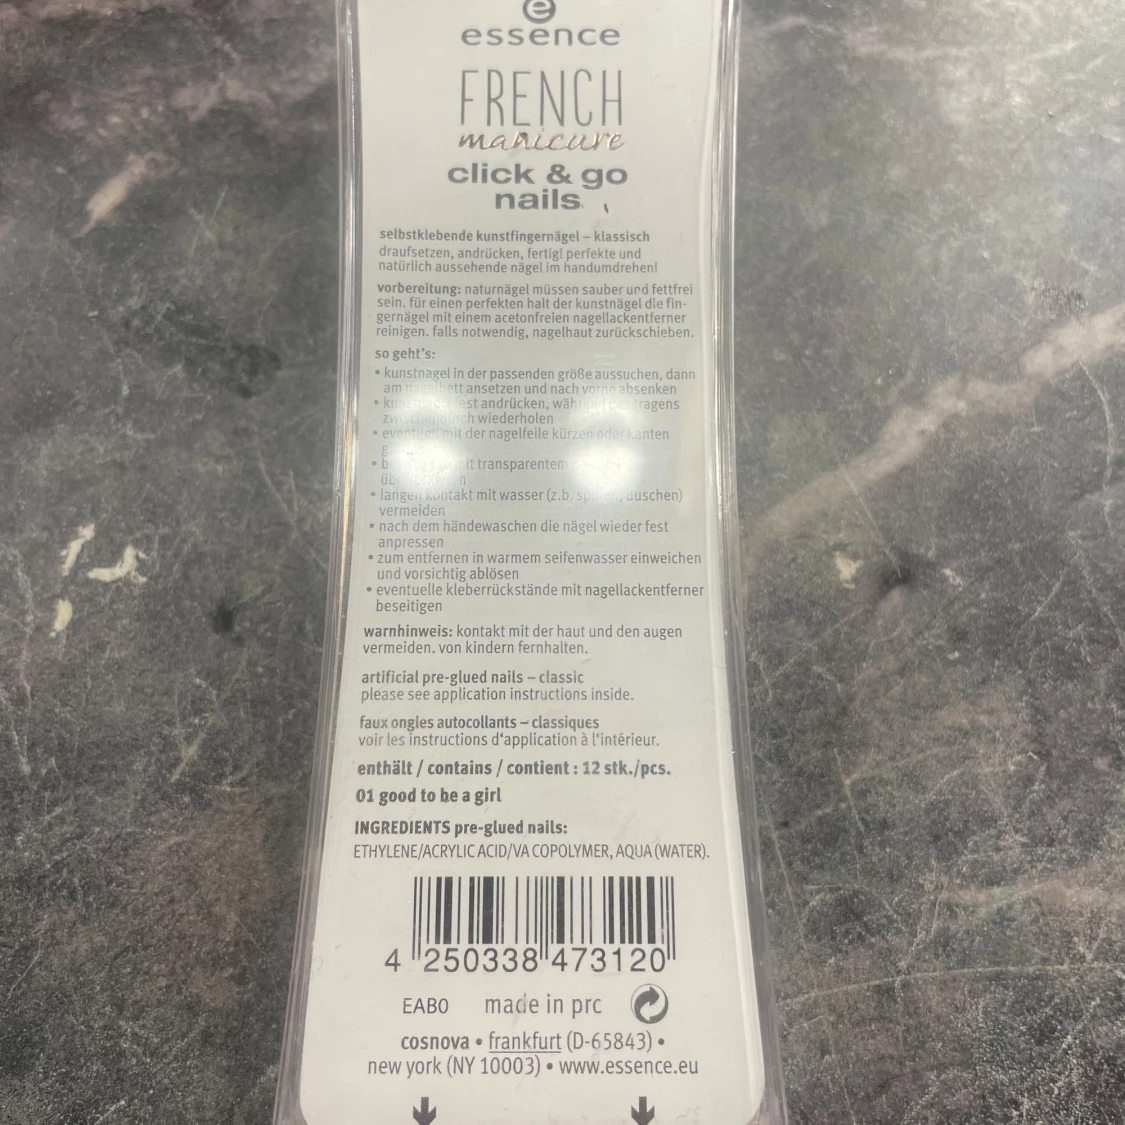 essence
FRENCH
manicure
click & go
nails
selbstklebende kunstfingernägel – klassisch
draufsetzen, andrücken, fertig! perfekte und
natürlich aussehende nägel im handumdrehen!
vorbereitung: naturnägel müssen sauber und fettfrei
sein. für einen perfekten halt der kunstnägel die fin-
gernägel mit einem acetonfreien nagellackentferner
reinigen. falls notwendig, nagelhaut zurückschieben.
so geht's:
• kunstnagel in der passenden größe aussuchen, dann
am nagelbett ansetzen und nach vorne absenken
• fest andrücken, während des tragens
zwischendurch wiederholen
• eventuell mit der nagelfeile kürzen oder kanten
• mit transparentem
• langen kontakt mit wasser (z.b. spülen, duschen)
vermeiden
• nach dem händewaschen die nägel wieder fest
anpressen
• zum entfernen in warmem seifenwasser einweichen
und vorsichtig ablösen
• eventuelle kleberrückstände mit nagellackentferner
beseitigen
warnhinweis: kontakt mit der haut und den augen
vermeiden. von kindern fernhalten.
artificial pre-glued nails – classic
please see application instructions inside.
faux ongles autocollants – classiques
voir les instructions d'application à l'intérieur.
enthält / contains / contient : 12 stk./pcs.
01 good to be a girl
INGREDIENTS pre-glued nails:
ETHYLENE/ACRYLIC ACID/VA COPOLYMER, AQUA (WATER).
4 250338 473120
EAB0 made in prc
cosnova • frankfurt (D-65843) •
new york (NY 10003) • www.essence.eu